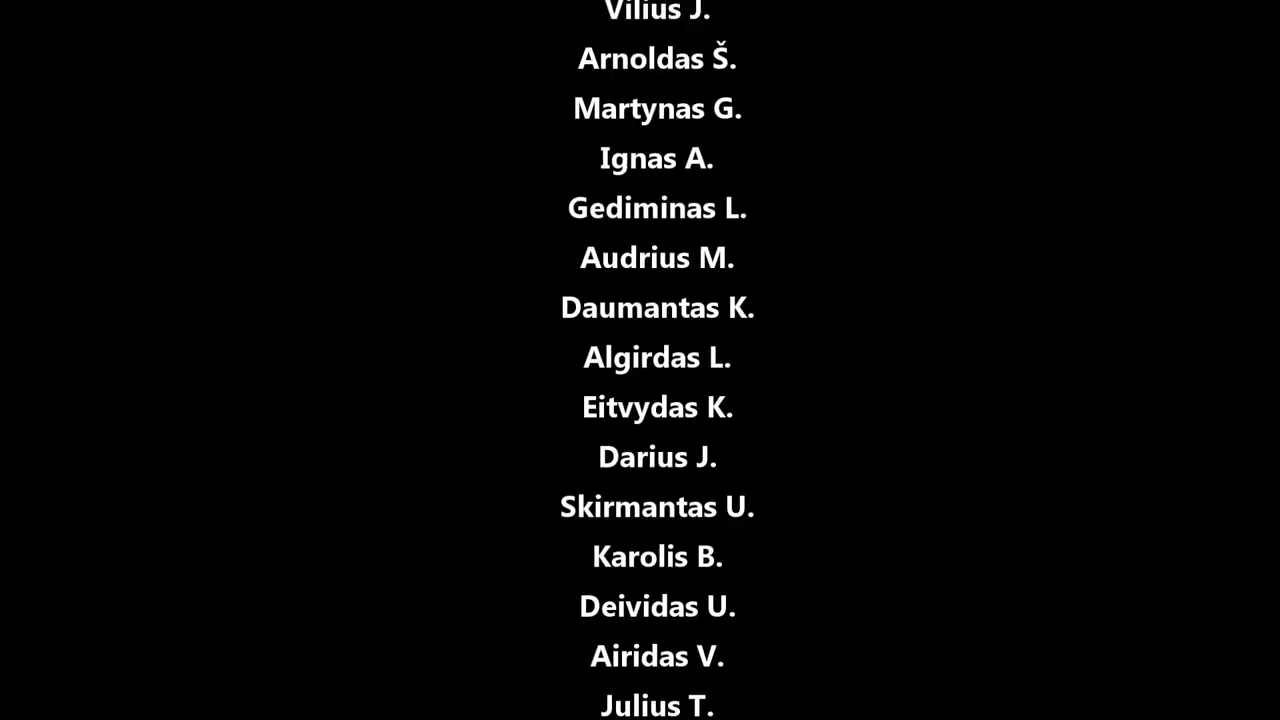 Vilius J.
Arnoldas Š.
Martynas G.
Ignas A.
Gediminas L.
Audrius M.
Daumantas K.
Algirdas L.
Eitvydas K.
Darius J.
Skirmantas U.
Karolis B.
Deividas U.
Airidas V.
Julius T.